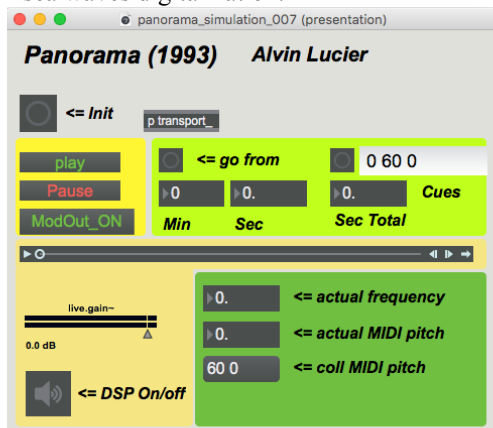 panorama_simulation_007 (presentation)
Panorama (1993) Alvin Lucier
<= Init
p transport_
play
<= go from
0 60 0
Pause
0
0.
0.
Cues
ModOut_ON
Min
Sec
Sec Total
live.gain~
0.0 dB
<= DSP On/off
0.
<= actual frequency
0.
<= actual MIDI pitch
60 0
<= coll MIDI pitch